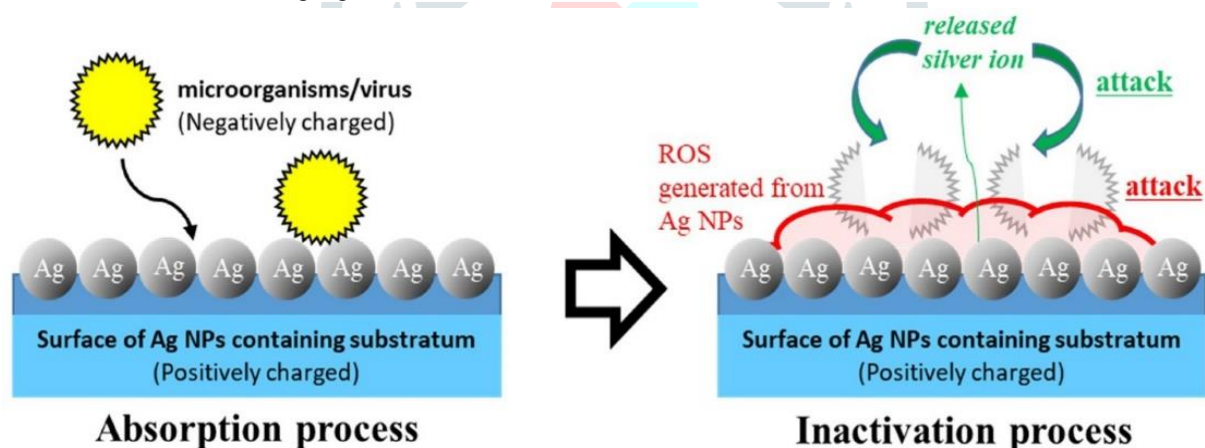 microorganisms/virus
(Negatively charged)
Ag Ag Ag Ag Ag Ag Ag Ag
Surface of Ag NPs containing substratum
(Positively charged)
Absorption process
released
silver ion
attack
ROS
generated from
Ag NPs
attack
Ag Ag Ag Ag Ag Ag Ag Ag
Surface of Ag NPs containing substratum
(Positively charged)
Inactivation process